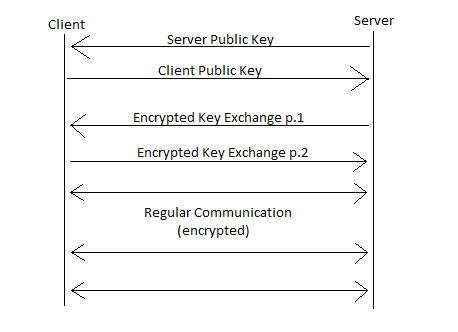 Client
Server
Server Public Key
Client Public Key
Encrypted Key Exchange p.1
Encrypted Key Exchange p.2
Regular Communication
(encrypted)